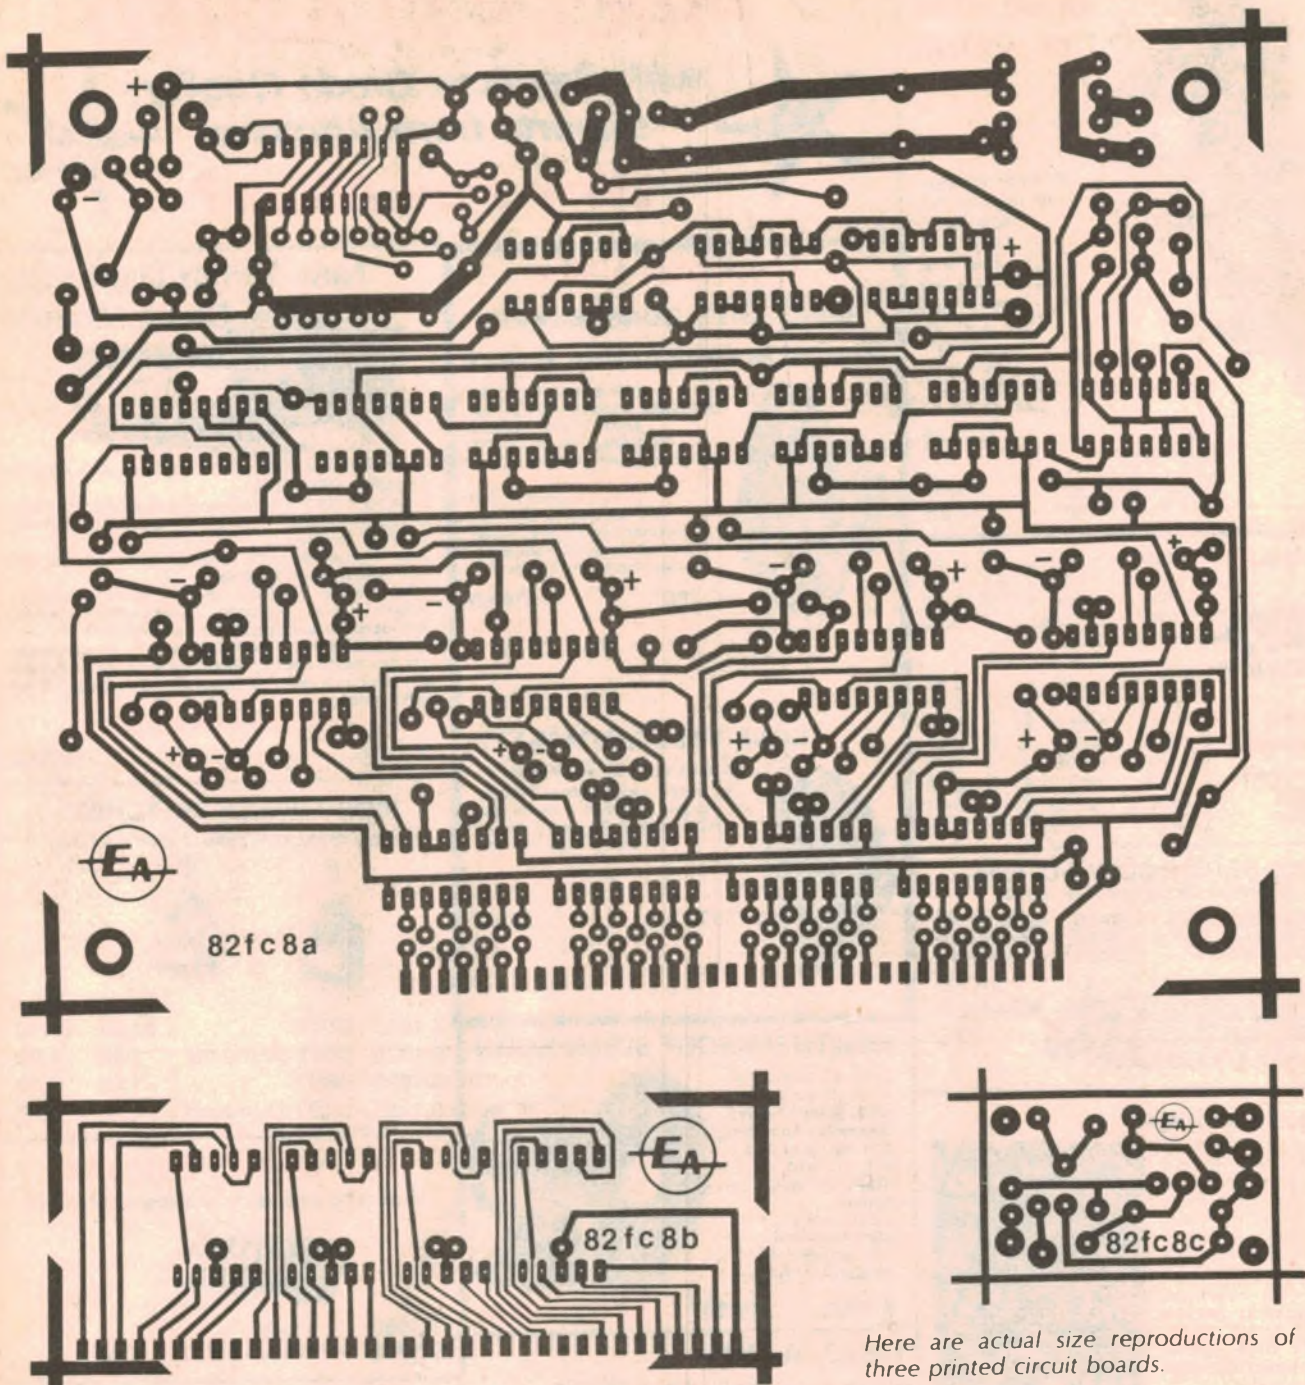 +
-
+
- + - + - + - +
+ - + - + - + -
EA
82fc8a
EA
82fc8b
EA
82fc8c
Here are actual size reproductions of
three printed circuit boards.